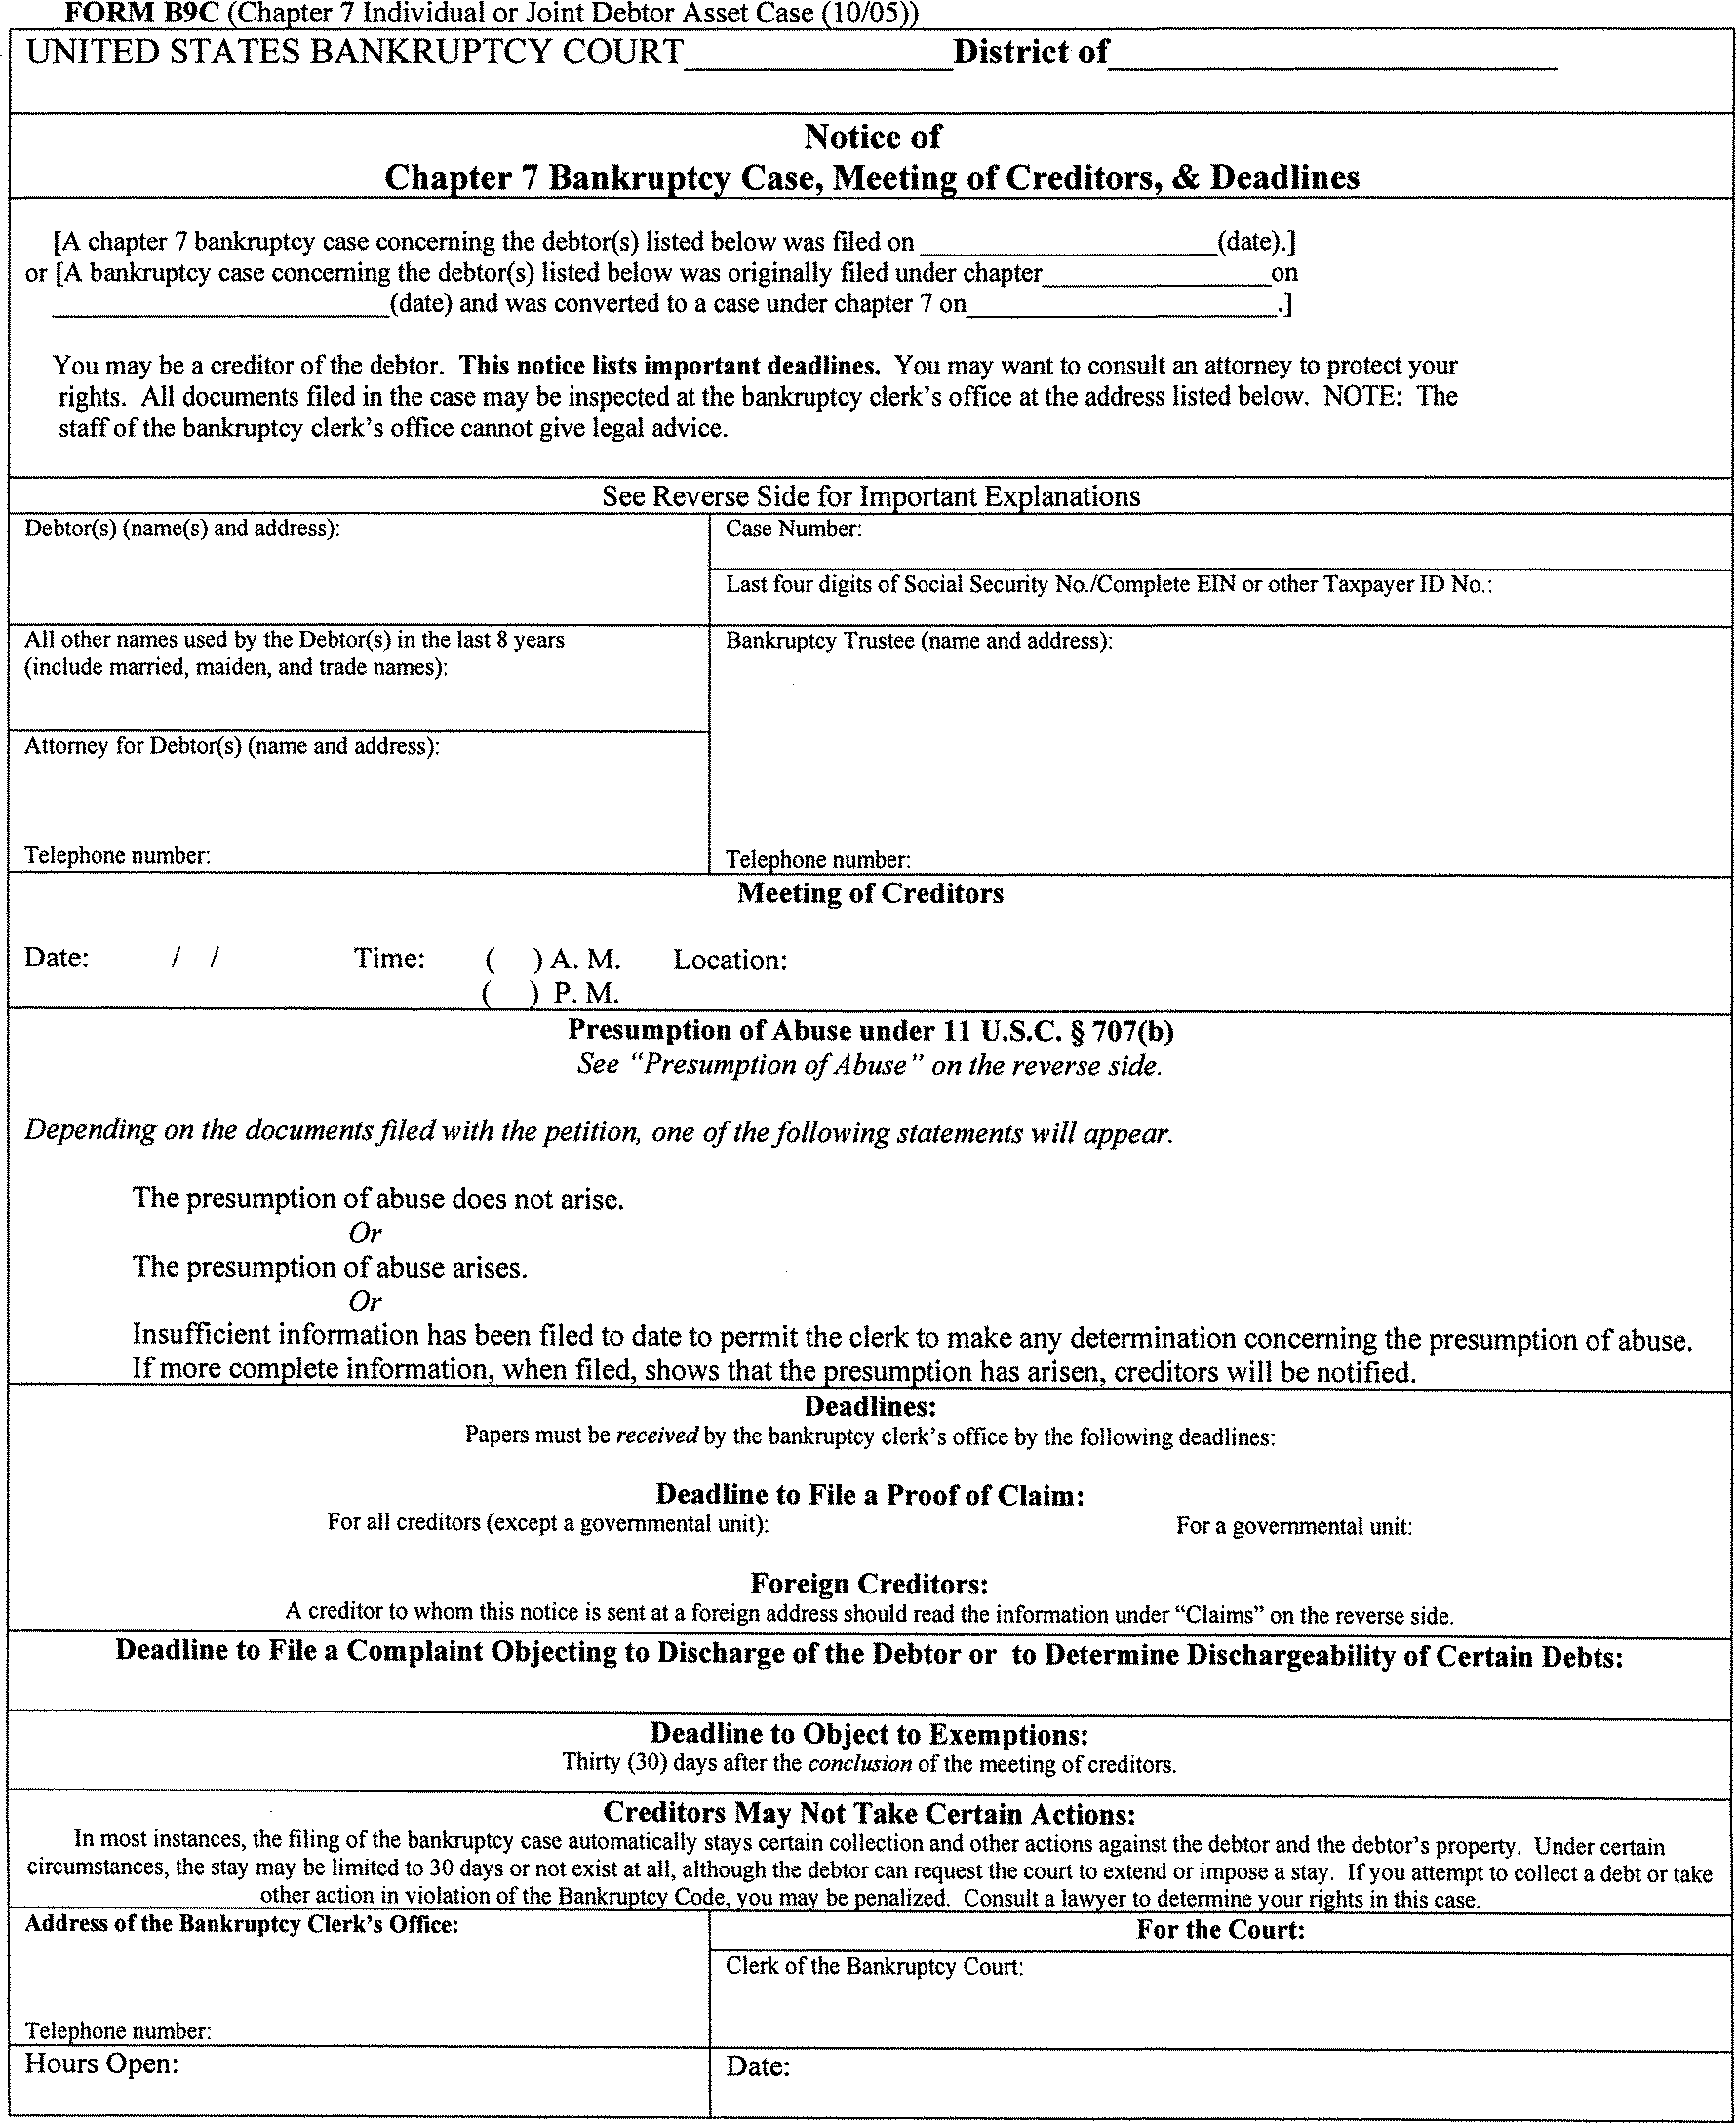 FORM B9C (Chapter 7 Individual or Joint Debtor Asset Case (10/05))
UNITED STATES BANKRUPTCY COURT____________District of____________________
Notice of
Chapter 7 Bankruptcy Case, Meeting of Creditors, & Deadlines
[A chapter 7 bankruptcy case concerning the debtor(s) listed below was filed on ______________(date).]
or [A bankruptcy case concerning the debtor(s) listed below was originally filed under chapter___________on
________________(date) and was converted to a case under chapter 7 on_______________.]
You may be a creditor of the debtor. This notice lists important deadlines. You may want to consult an attorney to protect your
rights. All documents filed in the case may be inspected at the bankruptcy clerk's office at the address listed below. NOTE: The
staff of the bankruptcy clerk's office cannot give legal advice.
See Reverse Side for Important Explanations
Debtor(s) (name(s) and address):
Case Number:
Last four digits of Social Security No./Complete EIN or other Taxpayer ID No.:
All other names used by the Debtor(s) in the last 8 years
(include married, maiden, and trade names):
Bankruptcy Trustee (name and address):
Attorney for Debtor(s) (name and address):
Telephone number:
Telephone number:
Meeting of Creditors
Date: / / Time: ( ) A. M. Location:
( ) P. M.
Presumption of Abuse under 11 U.S.C. § 707(b)
See "Presumption of Abuse" on the reverse side.
Depending on the documents filed with the petition, one of the following statements will appear.
The presumption of abuse does not arise.
Or
The presumption of abuse arises.
Or
Insufficient information has been filed to date to permit the clerk to make any determination concerning the presumption of abuse.
If more complete information, when filed, shows that the presumption has arisen, creditors will be notified.
Deadlines:
Papers must be received by the bankruptcy clerk's office by the following deadlines:
Deadline to File a Proof of Claim:
For all creditors (except a governmental unit): For a governmental unit:
Foreign Creditors:
A creditor to whom this notice is sent at a foreign address should read the information under "Claims" on the reverse side.
Deadline to File a Complaint Objecting to Discharge of the Debtor or to Determine Dischargeability of Certain Debts:
Deadline to Object to Exemptions:
Thirty (30) days after the conclusion of the meeting of creditors.
Creditors May Not Take Certain Actions:
In most instances, the filing of the bankruptcy case automatically stays certain collection and other actions against the debtor and the debtor's property. Under certain
circumstances, the stay may be limited to 30 days or not exist at all, although the debtor can request the court to extend or impose a stay. If you attempt to collect a debt or take
other action in violation of the Bankruptcy Code, you may be penalized. Consult a lawyer to determine your rights in this case.
Address of the Bankruptcy Clerk's Office:
For the Court:
Clerk of the Bankruptcy Court:
Telephone number:
Hours Open:
Date: